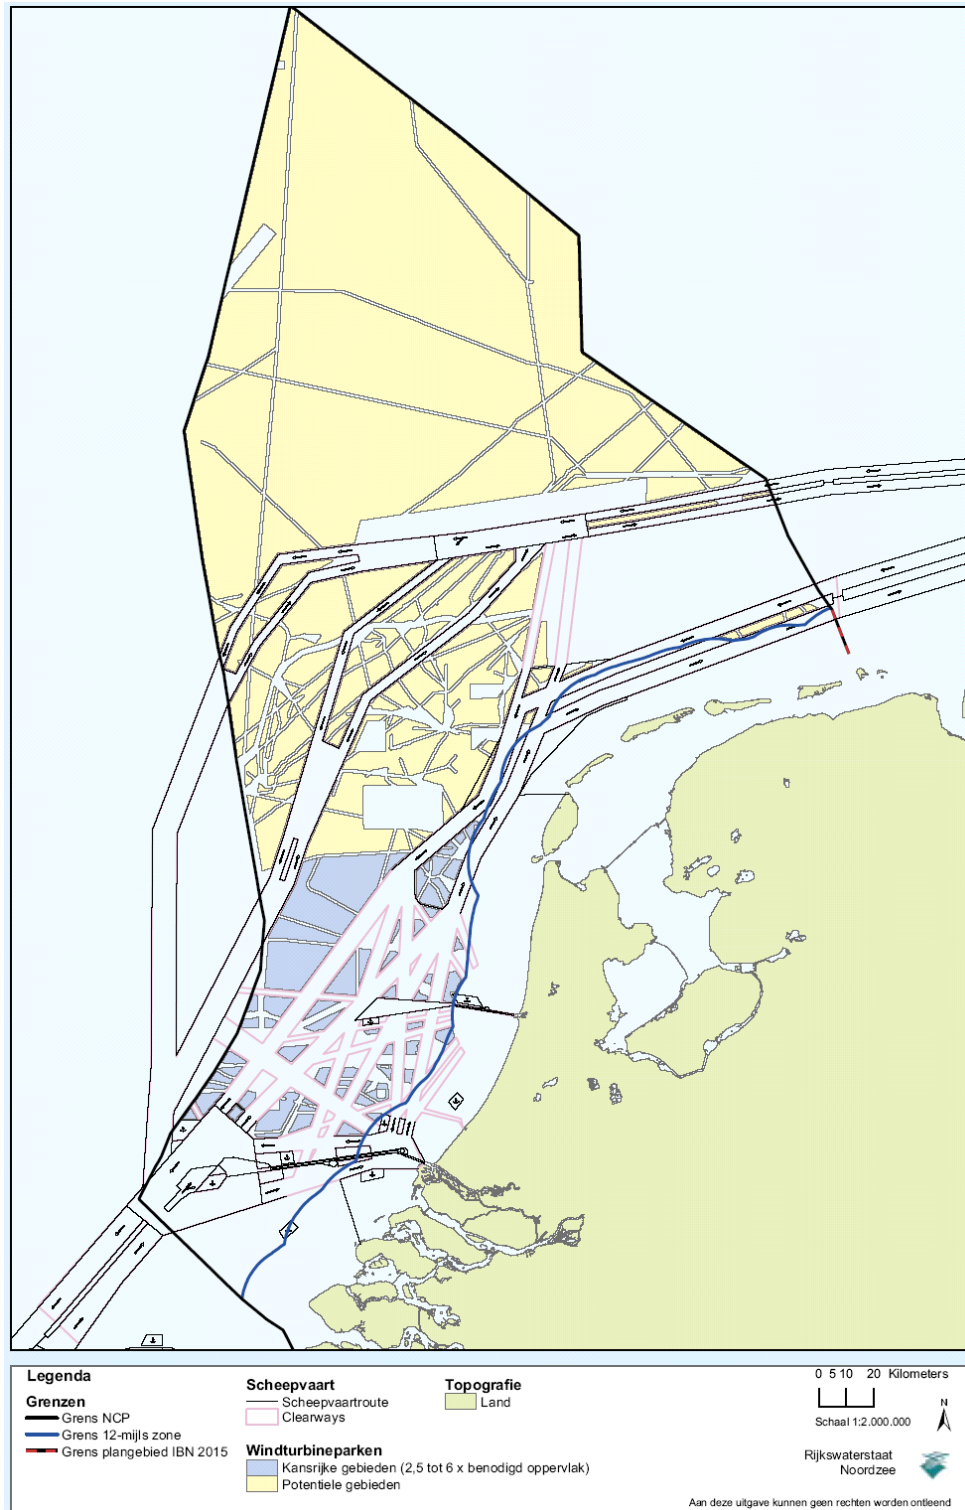 Legenda
Grenzen
Grens NCP
Grens 12-mijls zone
Grens plangebied IBN 2015
Scheepvaart
Scheepvaartroute
Clearways
Windturbineparken
Kansrijke gebieden (2,5 tot 6 x benodigd oppervlak)
Potentiele gebieden
Topografie
Land
0 5 10 20 Kilometers
Schaal 1:2.000.000
N
Rijkswaterstaat
Noordzee
Aan deze uitgave kunnen geen rechten worden ontleend